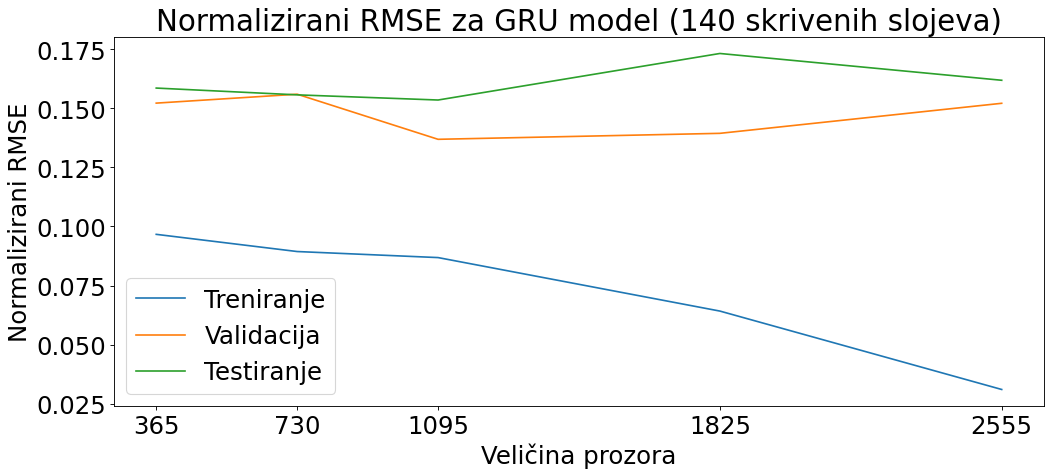 Normalizirani RMSE za GRU model (140 skrivenih slojeva)
Normalizirani RMSE
0.175
0.150
0.125
0.100
0.075
0.050
0.025
Treniranje
Validacija
Testiranje
365 730 1095 1825 2555
Veličina prozora